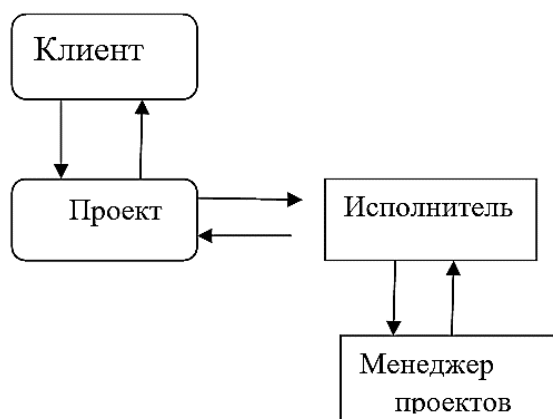 Клиент
Проект
Исполнитель
Менеджер
проектов